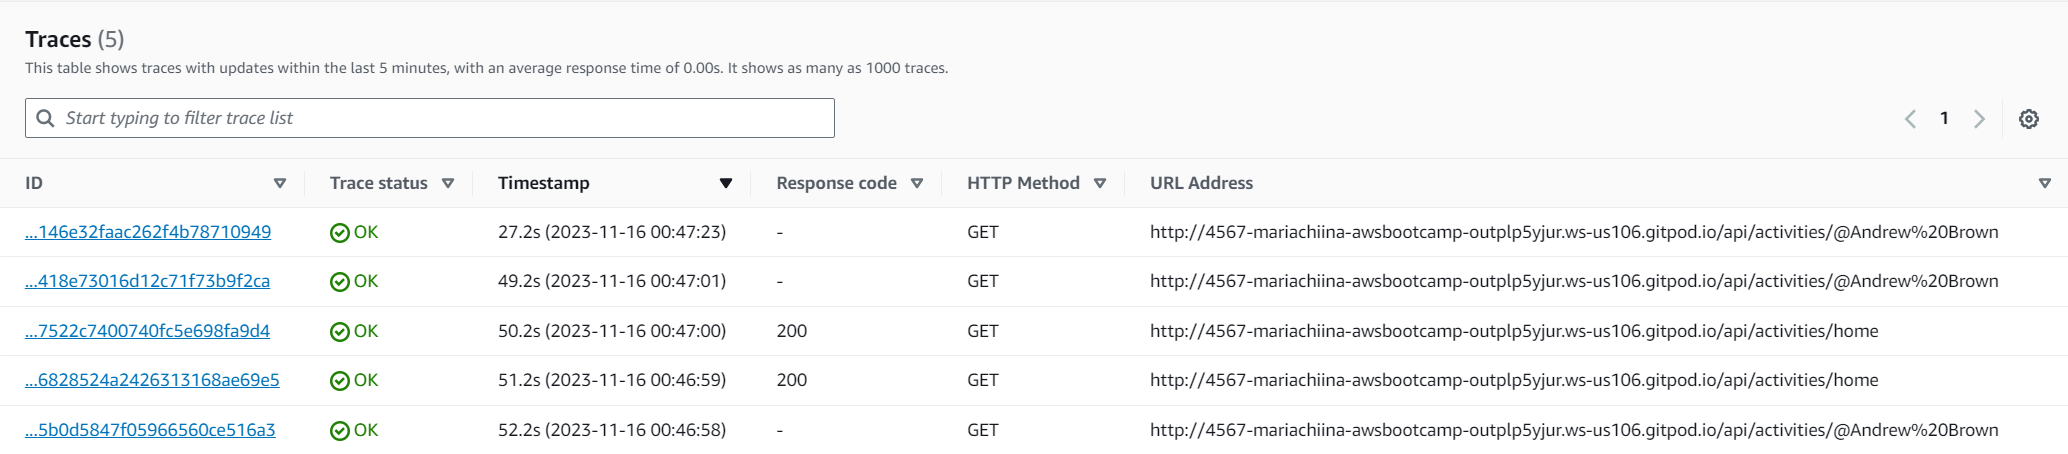 Traces (5)
This table shows traces with updates within the last 5 minutes, with an average response time of 0.00s. It shows as many as 1000 traces.
Start typing to filter trace list
1
ID Trace status Timestamp Response code HTTP Method URL Address
...146e32faac262f4b78710949 OK 27.2s (2023-11-16 00:47:23) - GET http://4567-mariachiina-awsbootcamp-outplp5yjur.ws-us106.gitpod.io/api/activities/@Andrew%20Brown
...418e73016d12c71f73b9f2ca OK 49.2s (2023-11-16 00:47:01) - GET http://4567-mariachiina-awsbootcamp-outplp5yjur.ws-us106.gitpod.io/api/activities/@Andrew%20Brown
...7522c7400740fc5e698fa9d4 OK 50.2s (2023-11-16 00:47:00) 200 GET http://4567-mariachiina-awsbootcamp-outplp5yjur.ws-us106.gitpod.io/api/activities/home
...6828524a2426313168ae69e5 OK 51.2s (2023-11-16 00:46:59) 200 GET http://4567-mariachiina-awsbootcamp-outplp5yjur.ws-us106.gitpod.io/api/activities/home
...5b0d5847f05966560ce516a3 OK 52.2s (2023-11-16 00:46:58) - GET http://4567-mariachiina-awsbootcamp-outplp5yjur.ws-us106.gitpod.io/api/activities/@Andrew%20Brown